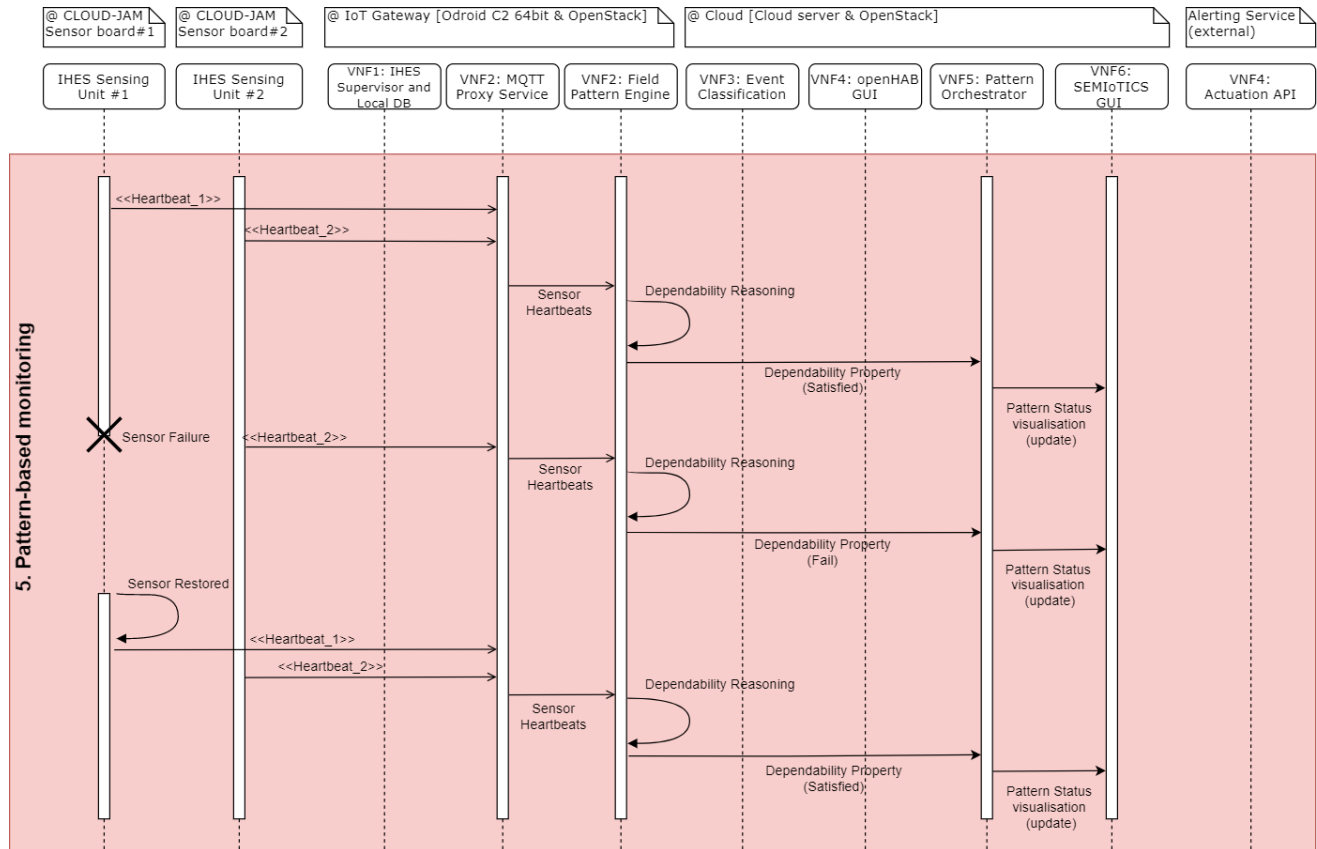 @ CLOUD-JAM
Sensor board#1
@ CLOUD-JAM
Sensor board#2
@ IoT Gateway [Odroid C2 64bit & OpenStack]
@ Cloud [Cloud server & OpenStack]
Alerting Service
(external)
IHES Sensing
Unit #1
IHES Sensing
Unit #2
VNF1: IHES
Supervisor and
Local DB
VNF2: MQTT
Proxy Service
VNF2: Field
Pattern Engine
VNF3: Event
Classification
VNF4: openHAB
GUI
VNF5: Pattern
Orchestrator
VNF6:
SEMIoTICS
GUI
VNF4:
Actuation API
5. Pattern-based monitoring
<<Heartbeat_1>>
<<Heartbeat_2>>
Sensor
Heartbeats
Dependability Reasoning
Dependability Property
(Satisfied)
Pattern Status
visualisation
(update)
Sensor Failure
<<Heartbeat_2>>
Sensor
Heartbeats
Dependability Reasoning
Dependability Property
(Fail)
Pattern Status
visualisation
(update)
Sensor Restored
<<Heartbeat_1>>
<<Heartbeat_2>>
Sensor
Heartbeats
Dependability Reasoning
Dependability Property
(Satisfied)
Pattern Status
visualisation
(update)